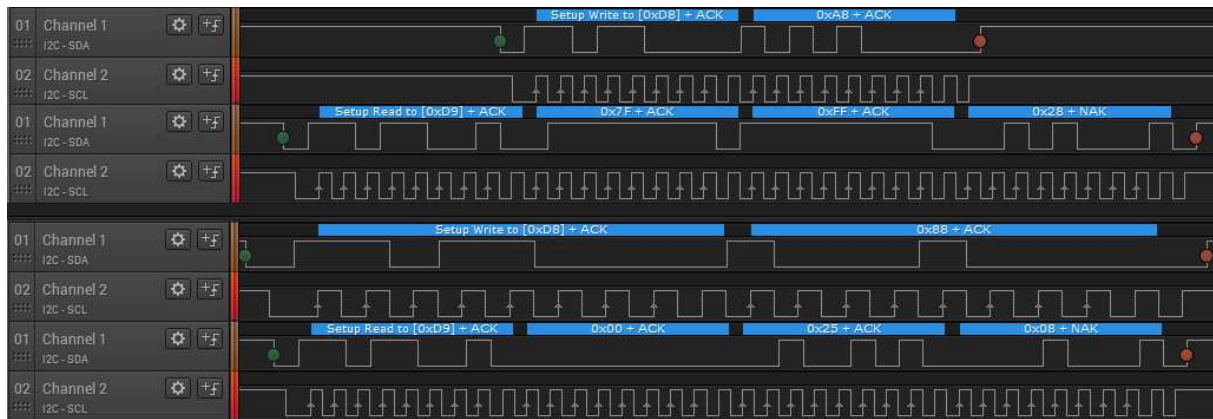 Setup Write to [0xD8] + ACK 0xA8 + ACK
01 Channel 1
I2C - SDA
02 Channel 2
I2C - SCL
Setup Read to [0xD9] + ACK 0x7F + ACK 0xFF + ACK 0x28 + NAK
01 Channel 1
I2C - SDA
02 Channel 2
I2C - SCL
Setup Write to [0xD8] + ACK 0x88 + ACK
01 Channel 1
I2C - SDA
02 Channel 2
I2C - SCL
Setup Read to [0xD9] + ACK 0x00 + ACK 0x25 + ACK 0x08 + NAK
01 Channel 1
I2C - SDA
02 Channel 2
I2C - SCL